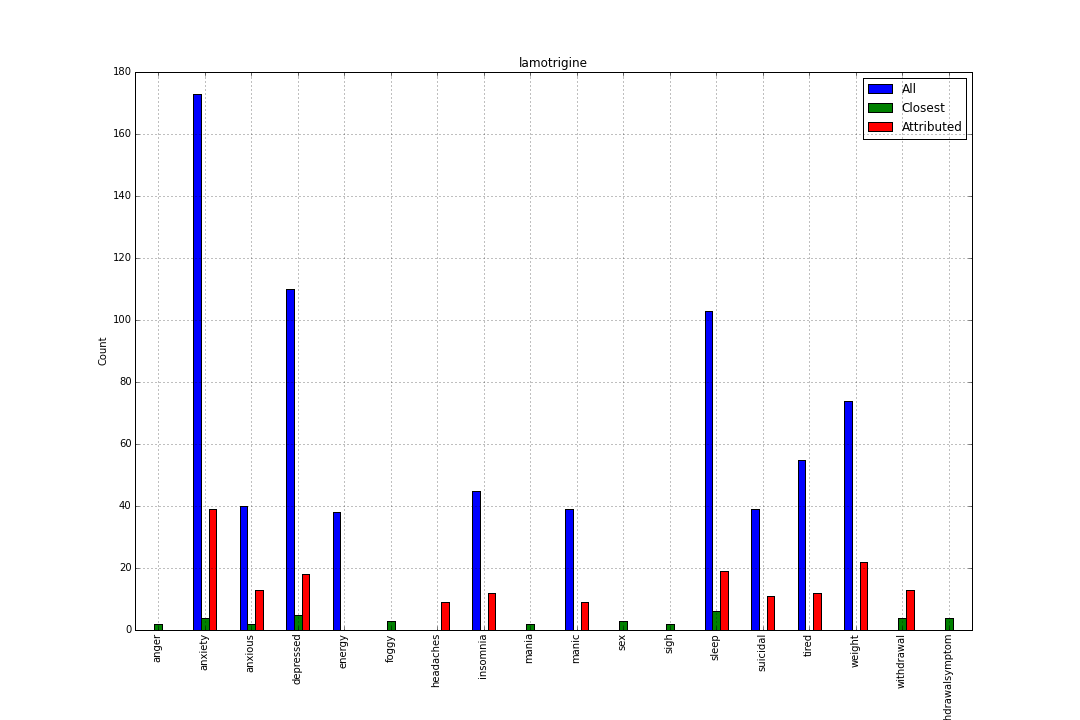 lamotrigine
180
160
140
120
100
80
60
40
20
0
Count
All
Closest
Attributed
anger
anxiety
anxious
depressed
energy
foggy
headaches
insomnia
mania
manic
sex
sigh
sleep
suicidal
tired
weight
withdrawal
hdrawalsymptom